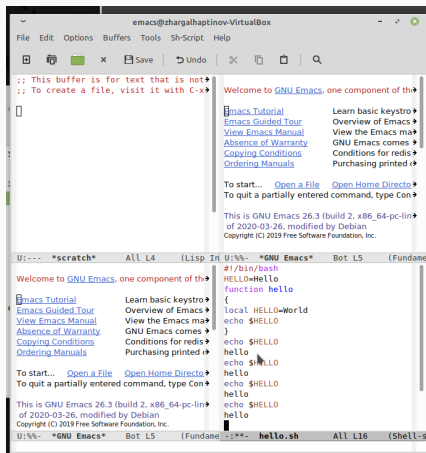 emacs@zhargalhaptinov-VirtualBox
File Edit Options Buffers Tools Sh-Script Help
Save Undo
;; This buffer is for text that is not
;; To create a file, visit it with C-x
U:--- *scratch* All L4 (Lisp In
Welcome to GNU Emacs, one component of the
Emacs Tutorial Learn basic keystro
Emacs Guided Tour Overview of Emacs
View Emacs Manual View the Emacs ma
Absence of Warranty GNU Emacs comes
Copying Conditions Conditions for redis
Ordering Manuals Purchasing printed
To start... Open a File Open Home Directo
To quit a partially entered command, type Con
This is GNU Emacs 26.3 (build 2, x86_64-pc-lin
of 2020-03-26, modified by Debian
Copyright (C) 2019 Free Software Foundation, Inc.
U:%%- *GNU Emacs* Bot L5 (Fundame
Welcome to GNU Emacs, one component of the
Emacs Tutorial Learn basic keystro
Emacs Guided Tour Overview of Emacs
View Emacs Manual View the Emacs ma
Absence of Warranty GNU Emacs comes
Copying Conditions Conditions for redis
Ordering Manuals Purchasing printed
To start... Open a File Open Home Directo
To quit a partially entered command, type Con
This is GNU Emacs 26.3 (build 2, x86_64-pc-lin
of 2020-03-26, modified by Debian
Copyright (C) 2019 Free Software Foundation, Inc.
U:%%- *GNU Emacs* Bot L5 (Fundame
#!/bin/bash
HELLO=Hello
function hello
{
local HELLO=World
echo $HELLO
}
echo $HELLO
hello
echo $HELLO
hello
echo $HELLO
hello
echo $HELLO
hello
-:**- hello.sh All L16 (Shell-s